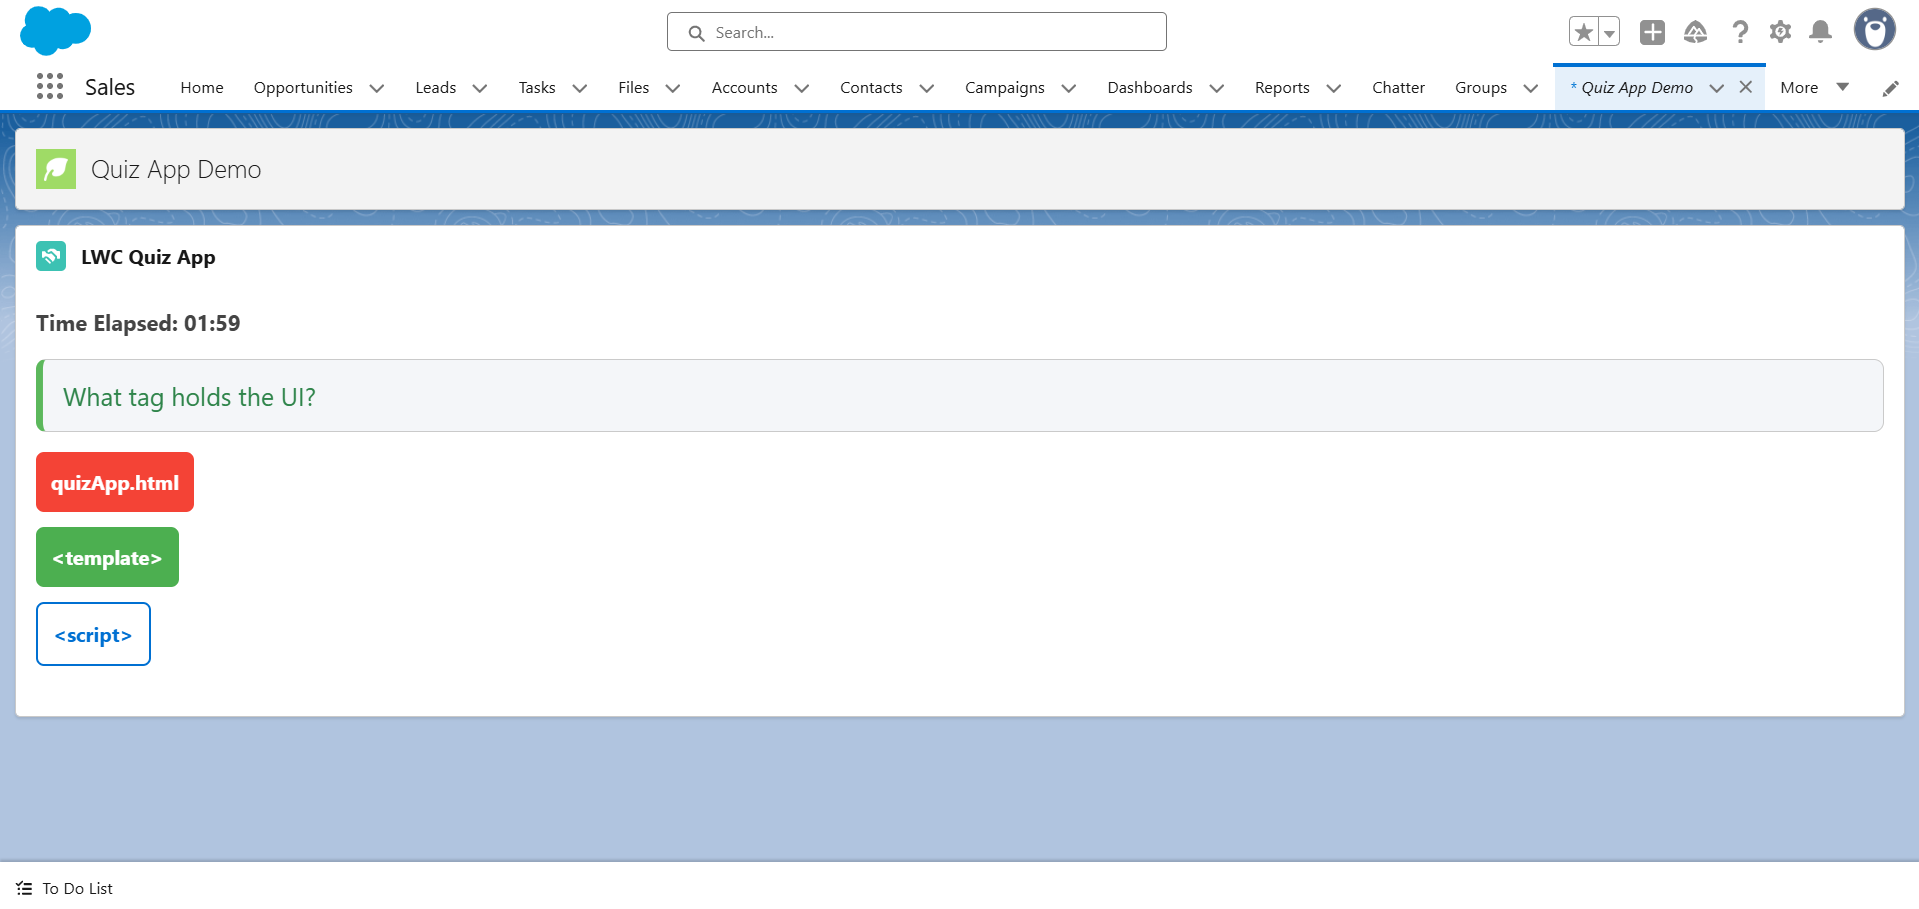 Search...
Sales Home Opportunities Leads Tasks Files Accounts Contacts Campaigns Dashboards Reports Chatter Groups * Quiz App Demo More
Quiz App Demo
LWC Quiz App
Time Elapsed: 01:59
What tag holds the UI?
quizApp.html
<template>
<script>
To Do List